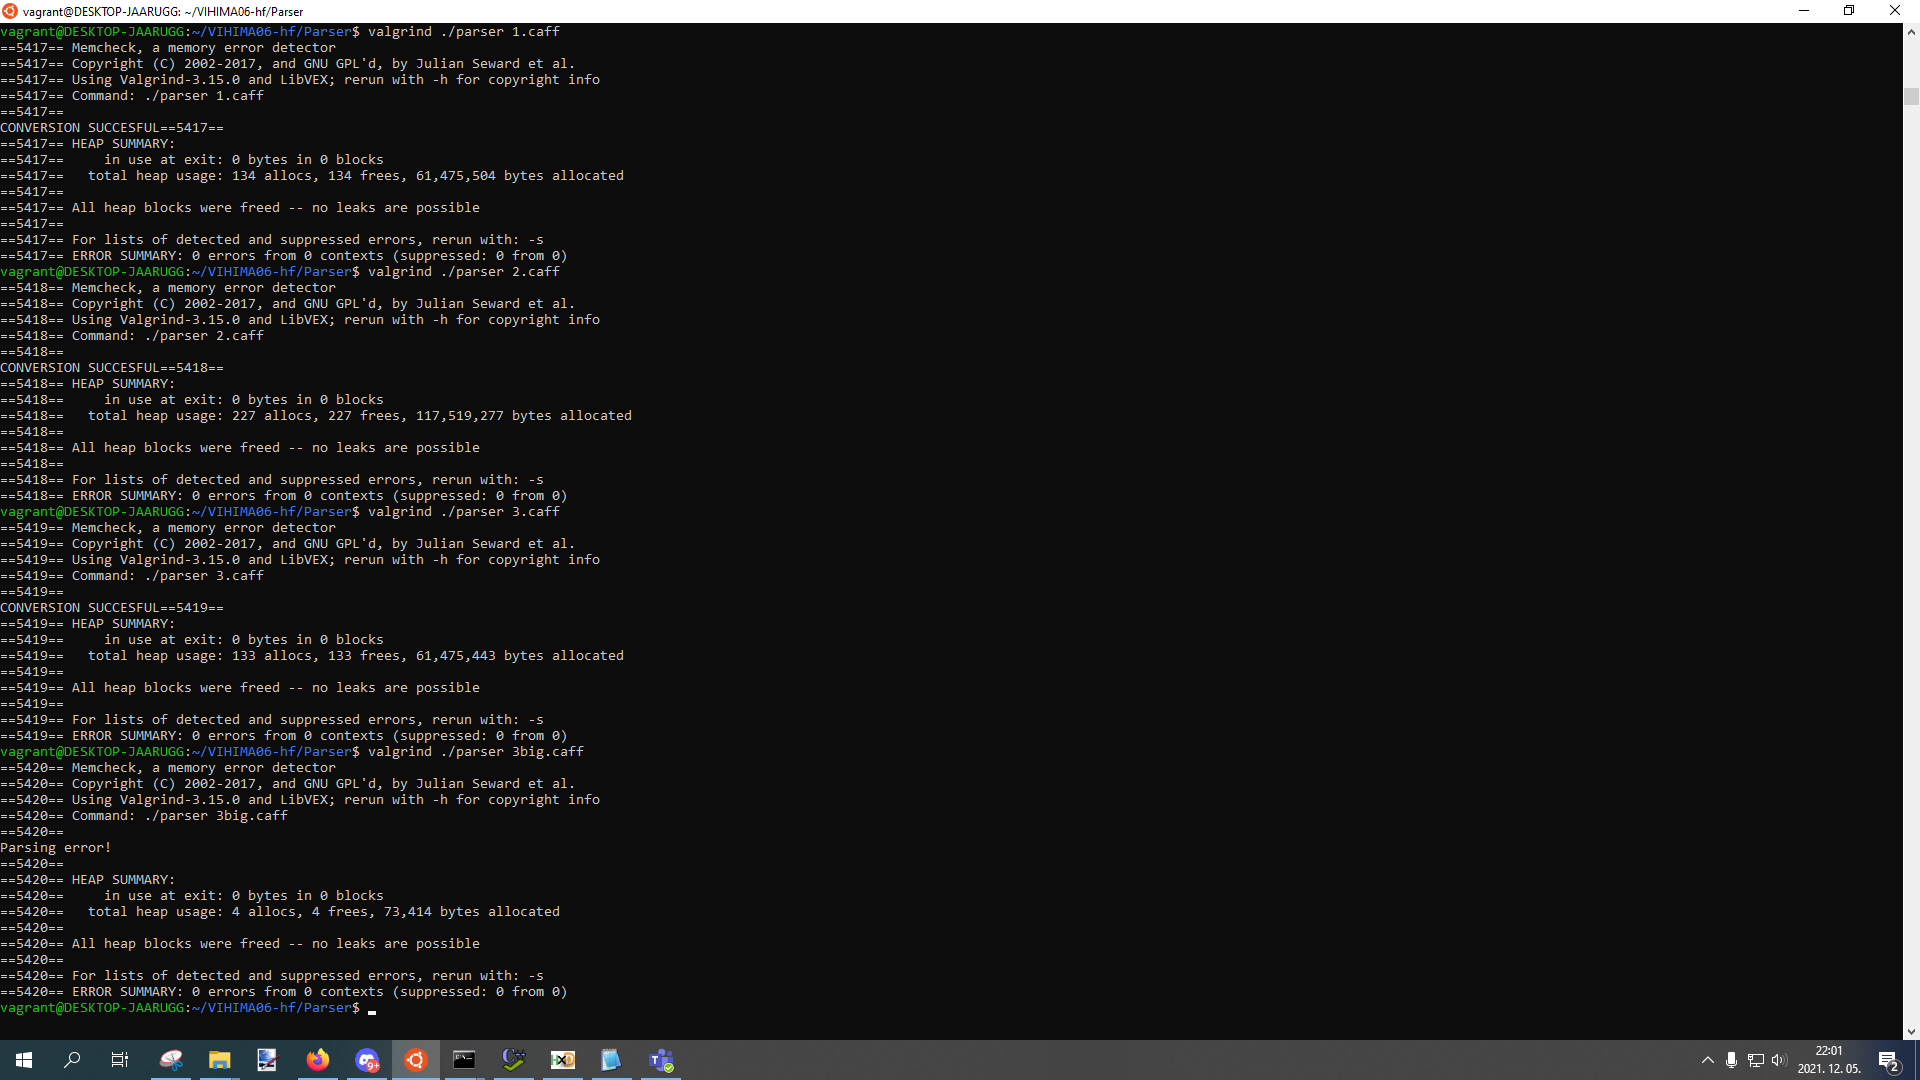 vagrant@DESKTOP-JAARUGG: ~/VIHIMA06-hf/Parser
vagrant@DESKTOP-JAARUGG:~/VIHIMA06-hf/Parser$ valgrind ./parser 1.caff
==5417== Memcheck, a memory error detector
==5417== Copyright (C) 2002-2017, and GNU GPL'd, by Julian Seward et al.
==5417== Using Valgrind-3.15.0 and LibVEX; rerun with -h for copyright info
==5417== Command: ./parser 1.caff
==5417==
CONVERSION SUCCESFUL==5417==
==5417== HEAP SUMMARY:
==5417==     in use at exit: 0 bytes in 0 blocks
==5417==   total heap usage: 134 allocs, 134 frees, 61,475,504 bytes allocated
==5417==
==5417== All heap blocks were freed -- no leaks are possible
==5417==
==5417== For lists of detected and suppressed errors, rerun with: -s
==5417== ERROR SUMMARY: 0 errors from 0 contexts (suppressed: 0 from 0)
vagrant@DESKTOP-JAARUGG:~/VIHIMA06-hf/Parser$ valgrind ./parser 2.caff
==5418== Memcheck, a memory error detector
==5418== Copyright (C) 2002-2017, and GNU GPL'd, by Julian Seward et al.
==5418== Using Valgrind-3.15.0 and LibVEX; rerun with -h for copyright info
==5418== Command: ./parser 2.caff
==5418==
CONVERSION SUCCESFUL==5418==
==5418== HEAP SUMMARY:
==5418==     in use at exit: 0 bytes in 0 blocks
==5418==   total heap usage: 227 allocs, 227 frees, 117,519,277 bytes allocated
==5418==
==5418== All heap blocks were freed -- no leaks are possible
==5418==
==5418== For lists of detected and suppressed errors, rerun with: -s
==5418== ERROR SUMMARY: 0 errors from 0 contexts (suppressed: 0 from 0)
vagrant@DESKTOP-JAARUGG:~/VIHIMA06-hf/Parser$ valgrind ./parser 3.caff
==5419== Memcheck, a memory error detector
==5419== Copyright (C) 2002-2017, and GNU GPL'd, by Julian Seward et al.
==5419== Using Valgrind-3.15.0 and LibVEX; rerun with -h for copyright info
==5419== Command: ./parser 3.caff
==5419==
CONVERSION SUCCESFUL==5419==
==5419== HEAP SUMMARY:
==5419==     in use at exit: 0 bytes in 0 blocks
==5419==   total heap usage: 133 allocs, 133 frees, 61,475,443 bytes allocated
==5419==
==5419== All heap blocks were freed -- no leaks are possible
==5419==
==5419== For lists of detected and suppressed errors, rerun with: -s
==5419== ERROR SUMMARY: 0 errors from 0 contexts (suppressed: 0 from 0)
vagrant@DESKTOP-JAARUGG:~/VIHIMA06-hf/Parser$ valgrind ./parser 3big.caff
==5420== Memcheck, a memory error detector
==5420== Copyright (C) 2002-2017, and GNU GPL'd, by Julian Seward et al.
==5420== Using Valgrind-3.15.0 and LibVEX; rerun with -h for copyright info
==5420== Command: ./parser 3big.caff
==5420==
Parsing error!
==5420==
==5420== HEAP SUMMARY:
==5420==     in use at exit: 0 bytes in 0 blocks
==5420==   total heap usage: 4 allocs, 4 frees, 73,414 bytes allocated
==5420==
==5420== All heap blocks were freed -- no leaks are possible
==5420==
==5420== For lists of detected and suppressed errors, rerun with: -s
==5420== ERROR SUMMARY: 0 errors from 0 contexts (suppressed: 0 from 0)
vagrant@DESKTOP-JAARUGG:~/VIHIMA06-hf/Parser$
9+
22:01
2021. 12. 05.
2